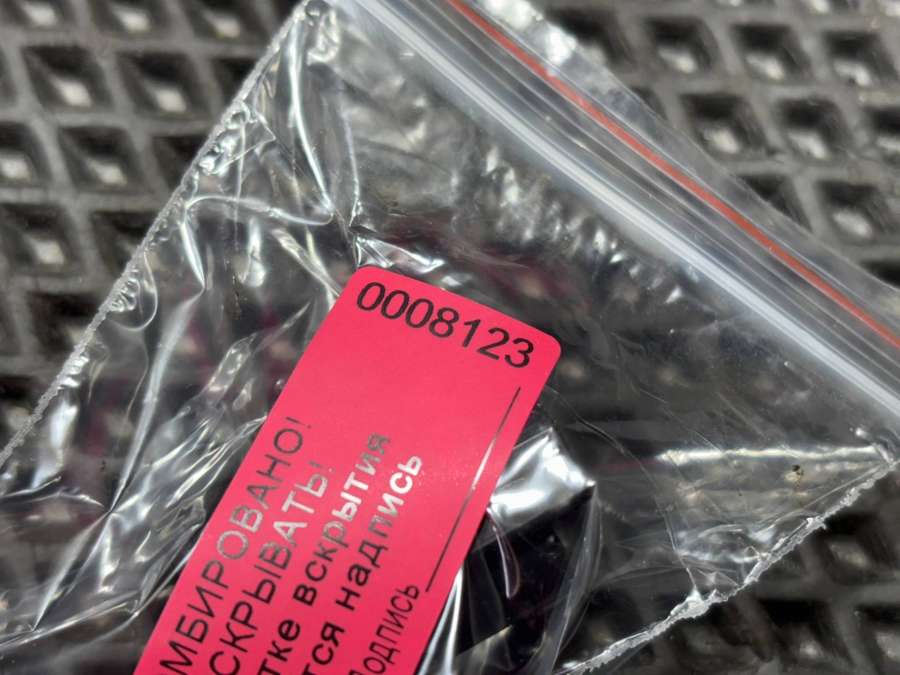 0008123
МБИРОВАНО!
СКРЫВАТЬ!
тке вскрытия
тся надпись
Подпись